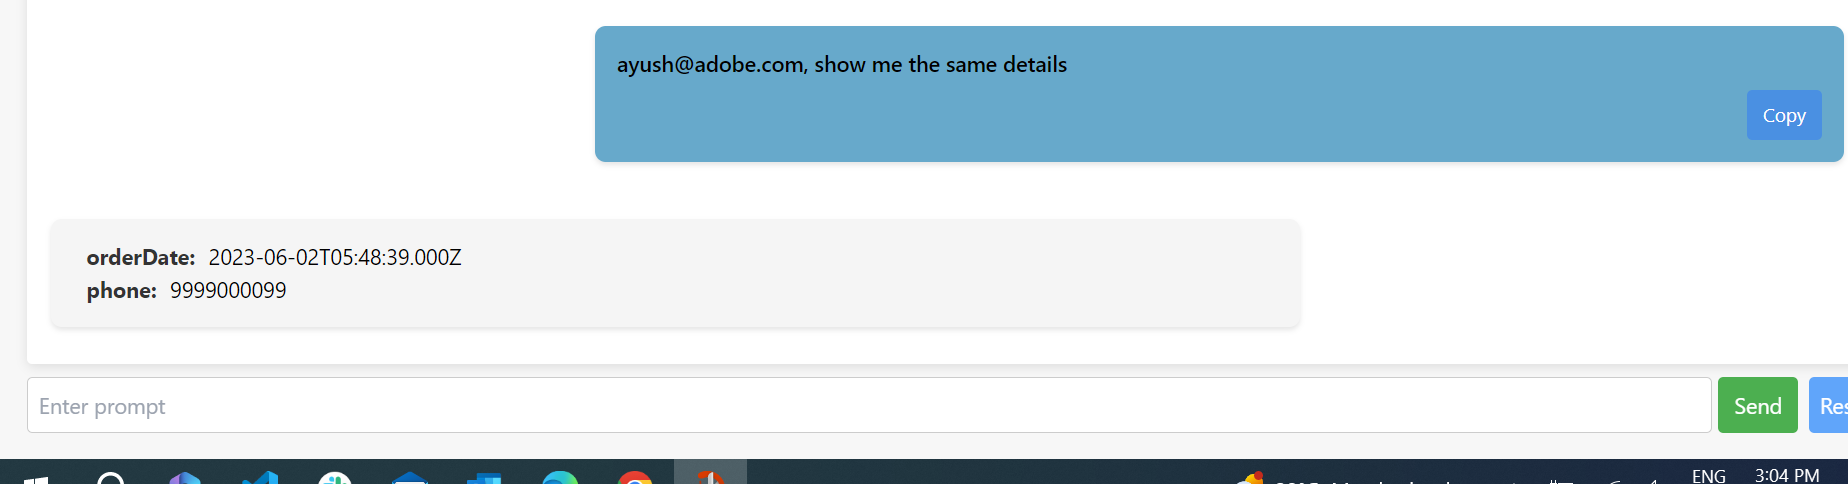 ayush@adobe.com, show me the same details
Copy
orderDate: 2023-06-02T05:48:39.000Z
phone: 9999000099
Enter prompt
Send
Res
ENG
3:04 PM